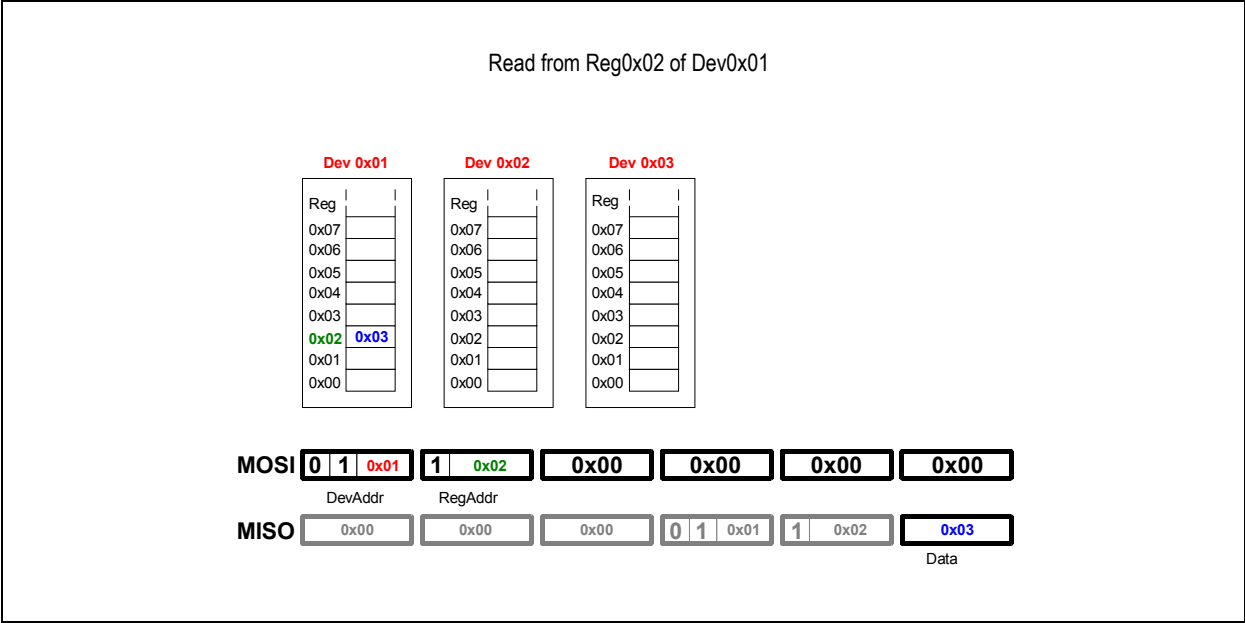 Read from Reg0x02 of Dev0x01
Dev 0x01 Dev 0x02 Dev 0x03
Reg Reg Reg
0x07 0x07 0x07
0x06 0x06 0x06
0x05 0x05 0x05
0x04 0x04 0x04
0x03 0x03 0x03
0x02 0x03 0x02 0x02
0x01 0x01 0x01
0x00 0x00 0x00
MOSI 0 1 0x01 1 0x02 0x00 0x00 0x00 0x00
DevAddr RegAddr
MISO 0x00 0x00 0x00 0 1 0x01 1 0x02 0x03
Data